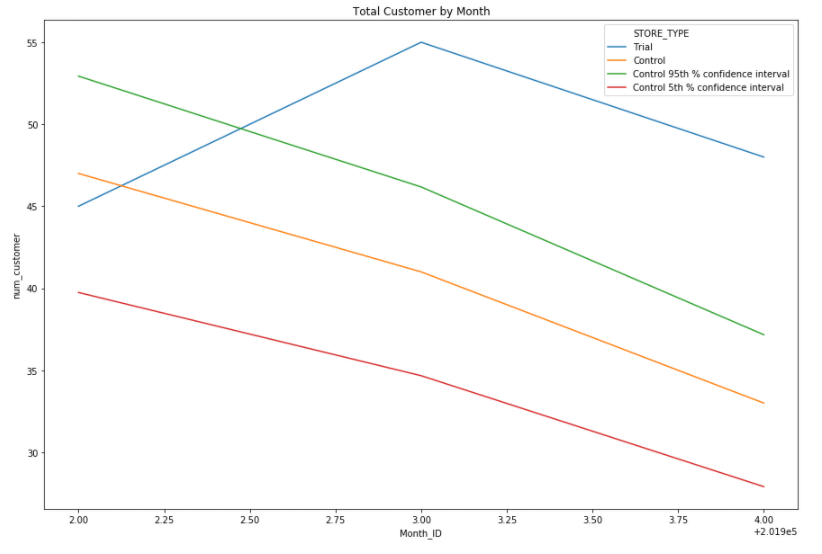 Total Customer by Month
STORE_TYPE
Trial
Control
Control 95th % confidence interval
Control 5th % confidence interval
num_customer
55
50
45
40
35
30
2.00 2.25 2.50 2.75 3.00 3.25 3.50 3.75 4.00
+2.019e5
Month_ID